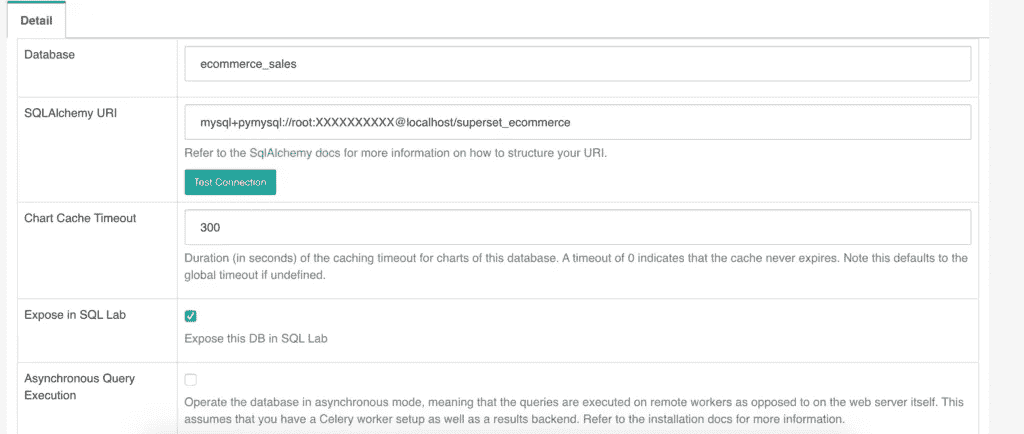 Detail
Database
ecommerce_sales
SQLAlchemy URI
mysql+pymysql://root:XXXXXXXXXX@localhost/superset_ecommerce
Refer to the SqlAlchemy docs for more information on how to structure your URI.
Test Connection
Chart Cache Timeout
300
Duration (in seconds) of the caching timeout for charts of this database. A timeout of 0 indicates that the cache never expires. Note this defaults to the
global timeout if undefined.
Expose in SQL Lab
Expose this DB in SQL Lab
Asynchronous Query
Execution
Operate the database in asynchronous mode, meaning that the queries are executed on remote workers as opposed to on the web server itself. This
assumes that you have a Celery worker setup as well as a results backend. Refer to the installation docs for more information.